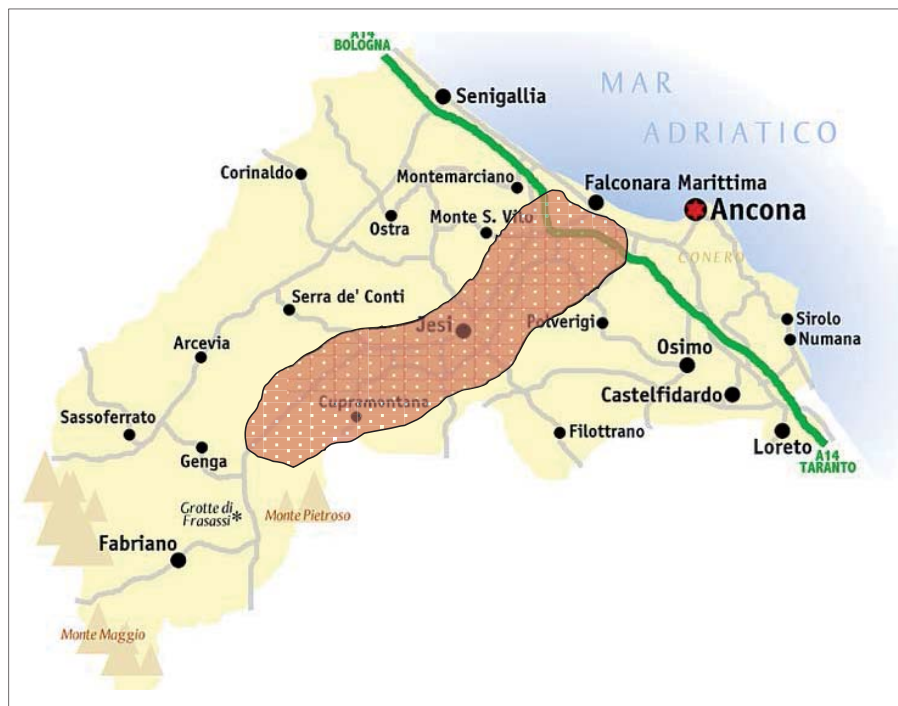 A14
BOLOGNA
Senigallia
MAR
ADRIATICO
Corinaldo
Montemarciano
Falconara Marittima
Ancona
Ostra
Monte S. Vito
CONERO
Serra de' Conti
Jesi
Polverigi
Sirolo
Numana
Arcevia
Osimo
Castelfidardo
Cupramontana
Sassoferrato
Filottrano
Loreto
Genga
A14
TARANTO
Grotte di
Frasassi*
Monte Pietroso
Fabriano
Monte Maggio